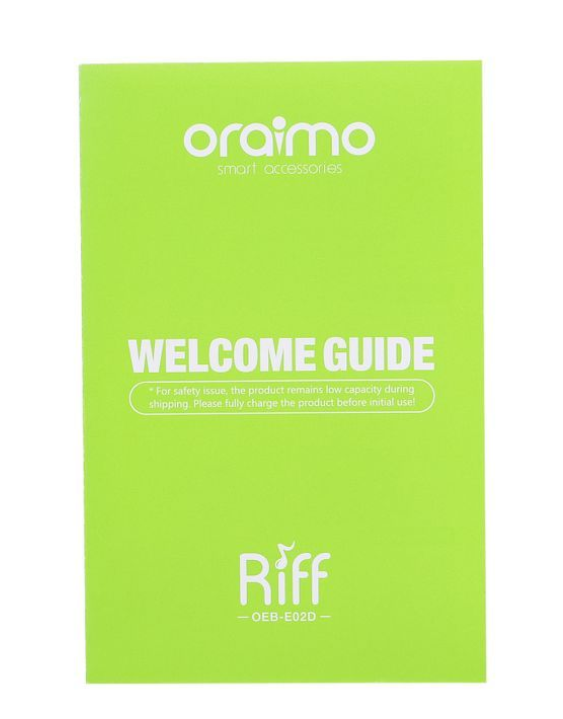 oraimo
smart accessories
WELCOME GUIDE
* For safety issue, the product remains low capacity during
shipping. Please fully charge the product before initial use!
Riff
— OEB-E02D —